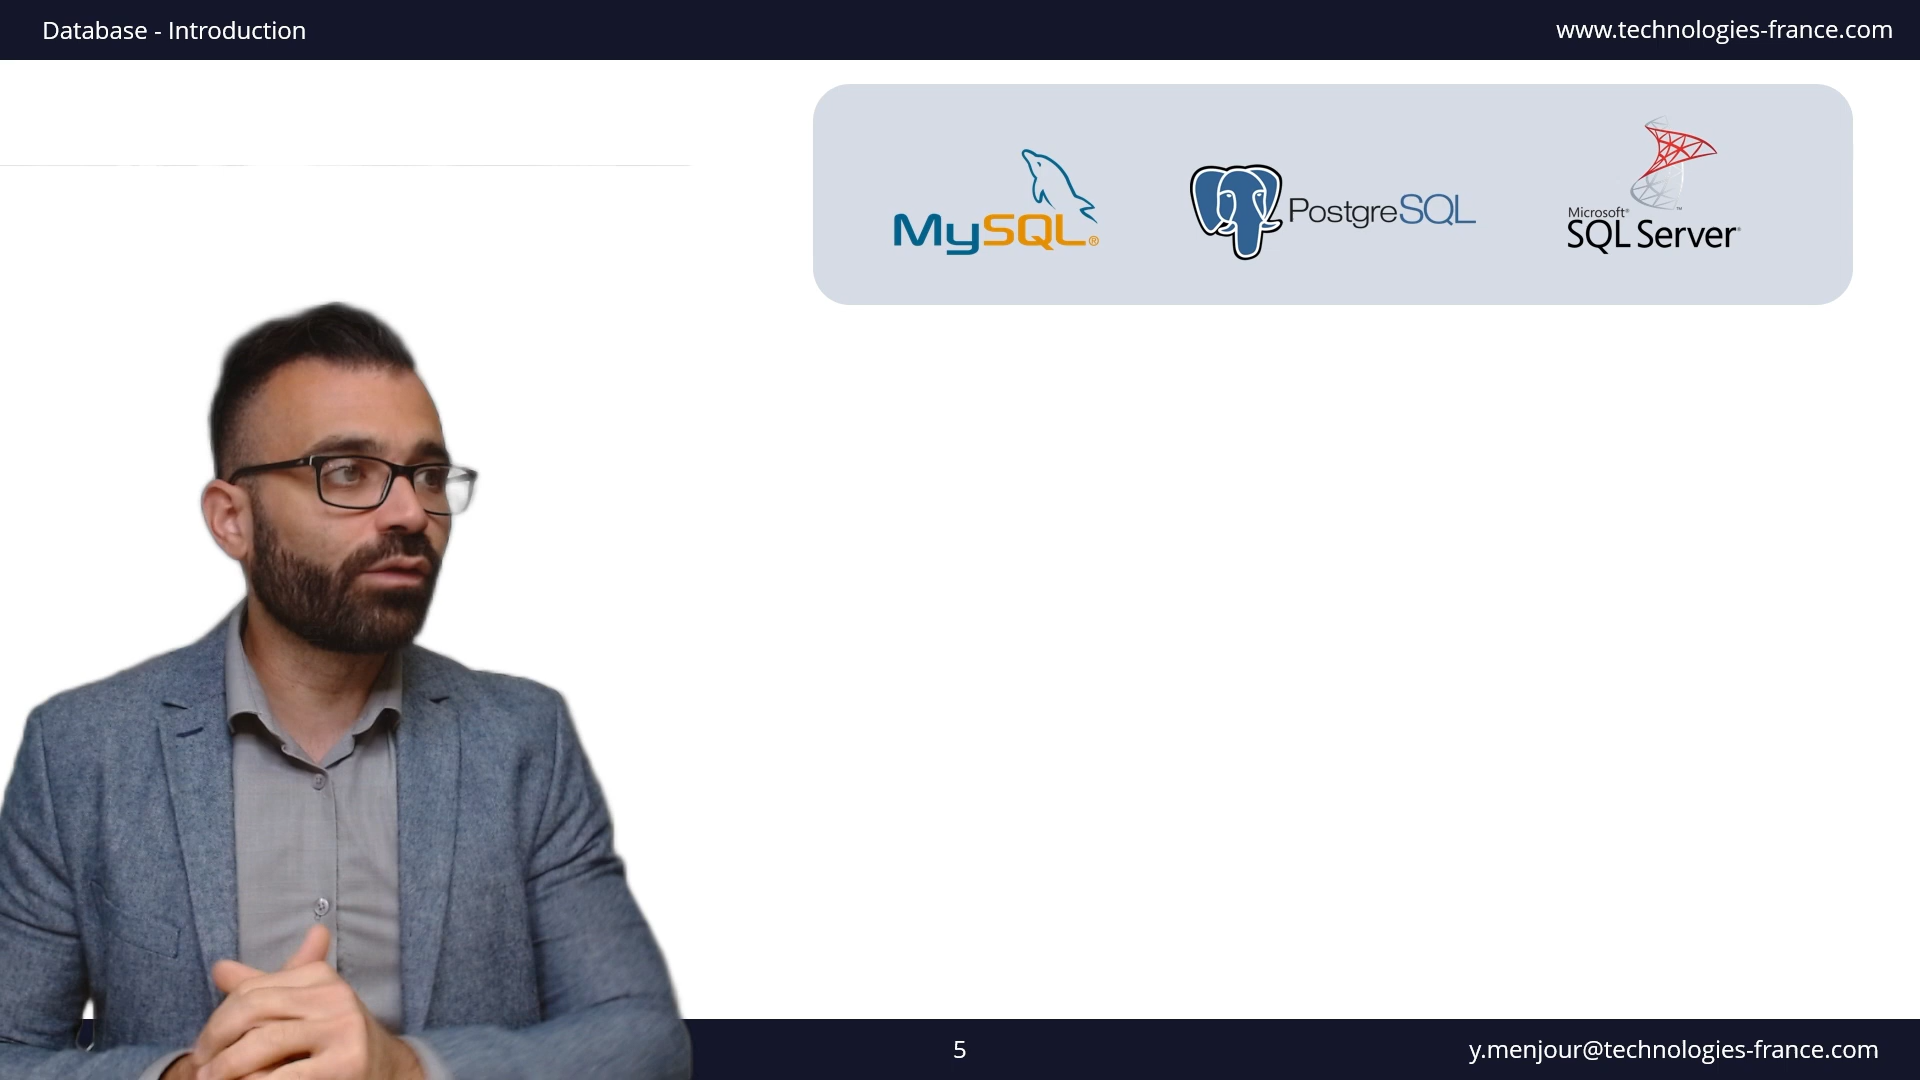 Database - Introduction
www.technologies-france.com
MySQL®
PostgreSQL
Microsoft®
SQL Server®
5
y.menjour@technologies-france.com